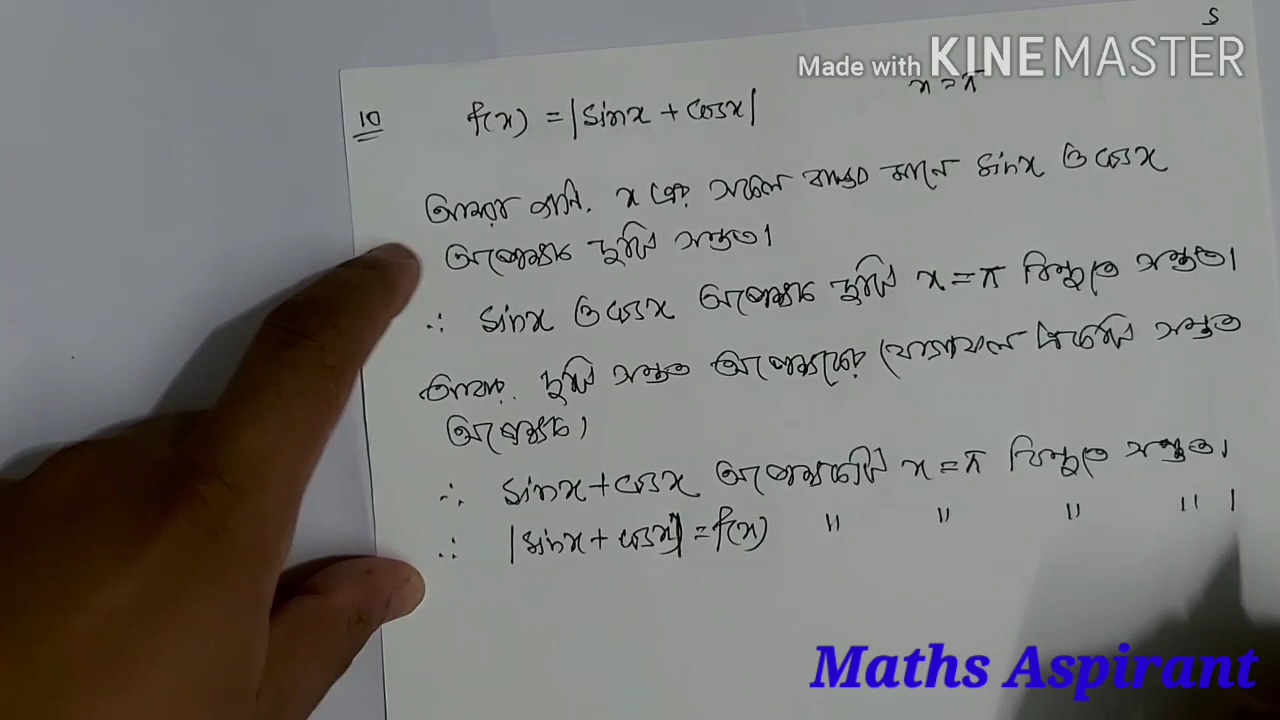 5
Made with KINEMASTER
10 f(x) = |sinx + cosx| x = π
আমরা জানি, x এর সকল বাস্তব মানে sinx ও cosx
অপেক্ষক দুটি সন্তত।
∴ sinx ও cosx অপেক্ষক দুটি x = π বিন্দুতে সন্তত।
আবার, দুটি সন্তত অপেক্ষকের যোগফল একটি সন্তত
অপেক্ষক।
∴ sinx + cosx অপেক্ষকটি x = π বিন্দুতে সন্তত।
∴ |sinx + cosx| = f(x) " " " " ।
Maths Aspirant